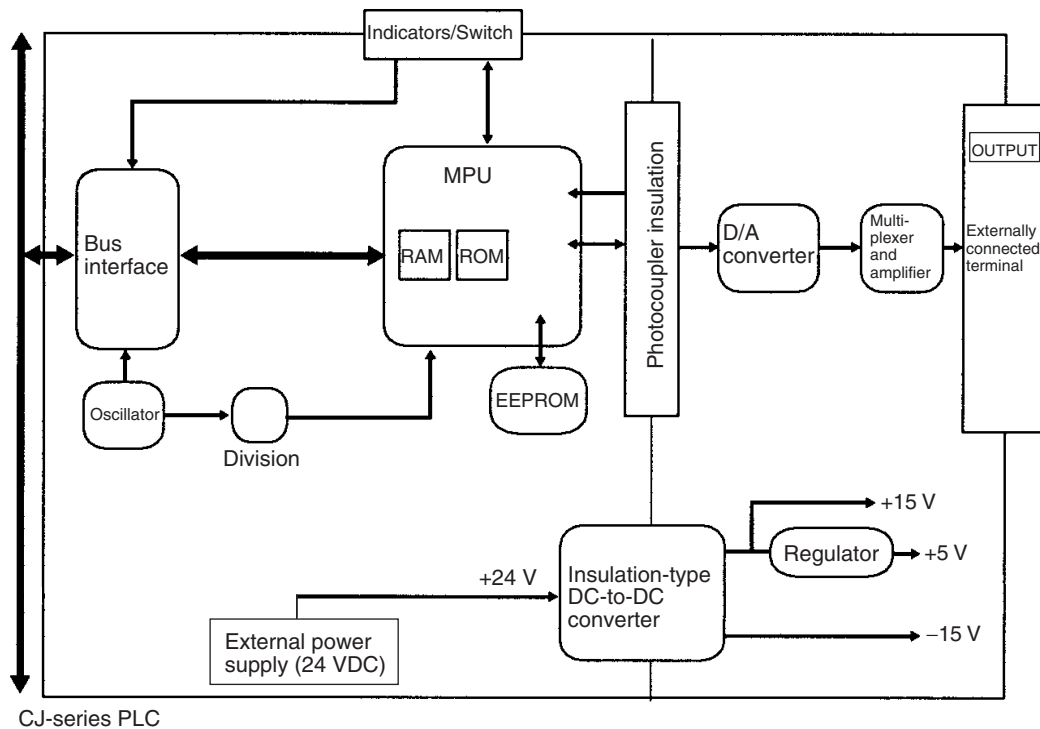 Indicators/Switch
MPU
RAM
ROM
Bus
interface
Oscillator
Division
EEPROM
Photocoupler insulation
D/A
converter
Multi-
plexer
and
amplifier
OUTPUT
Externally
connected
terminal
+24 V
External power
supply (24 VDC)
Insulation-type
DC-to-DC
converter
+15 V
Regulator
+5 V
−15 V
CJ-series PLC